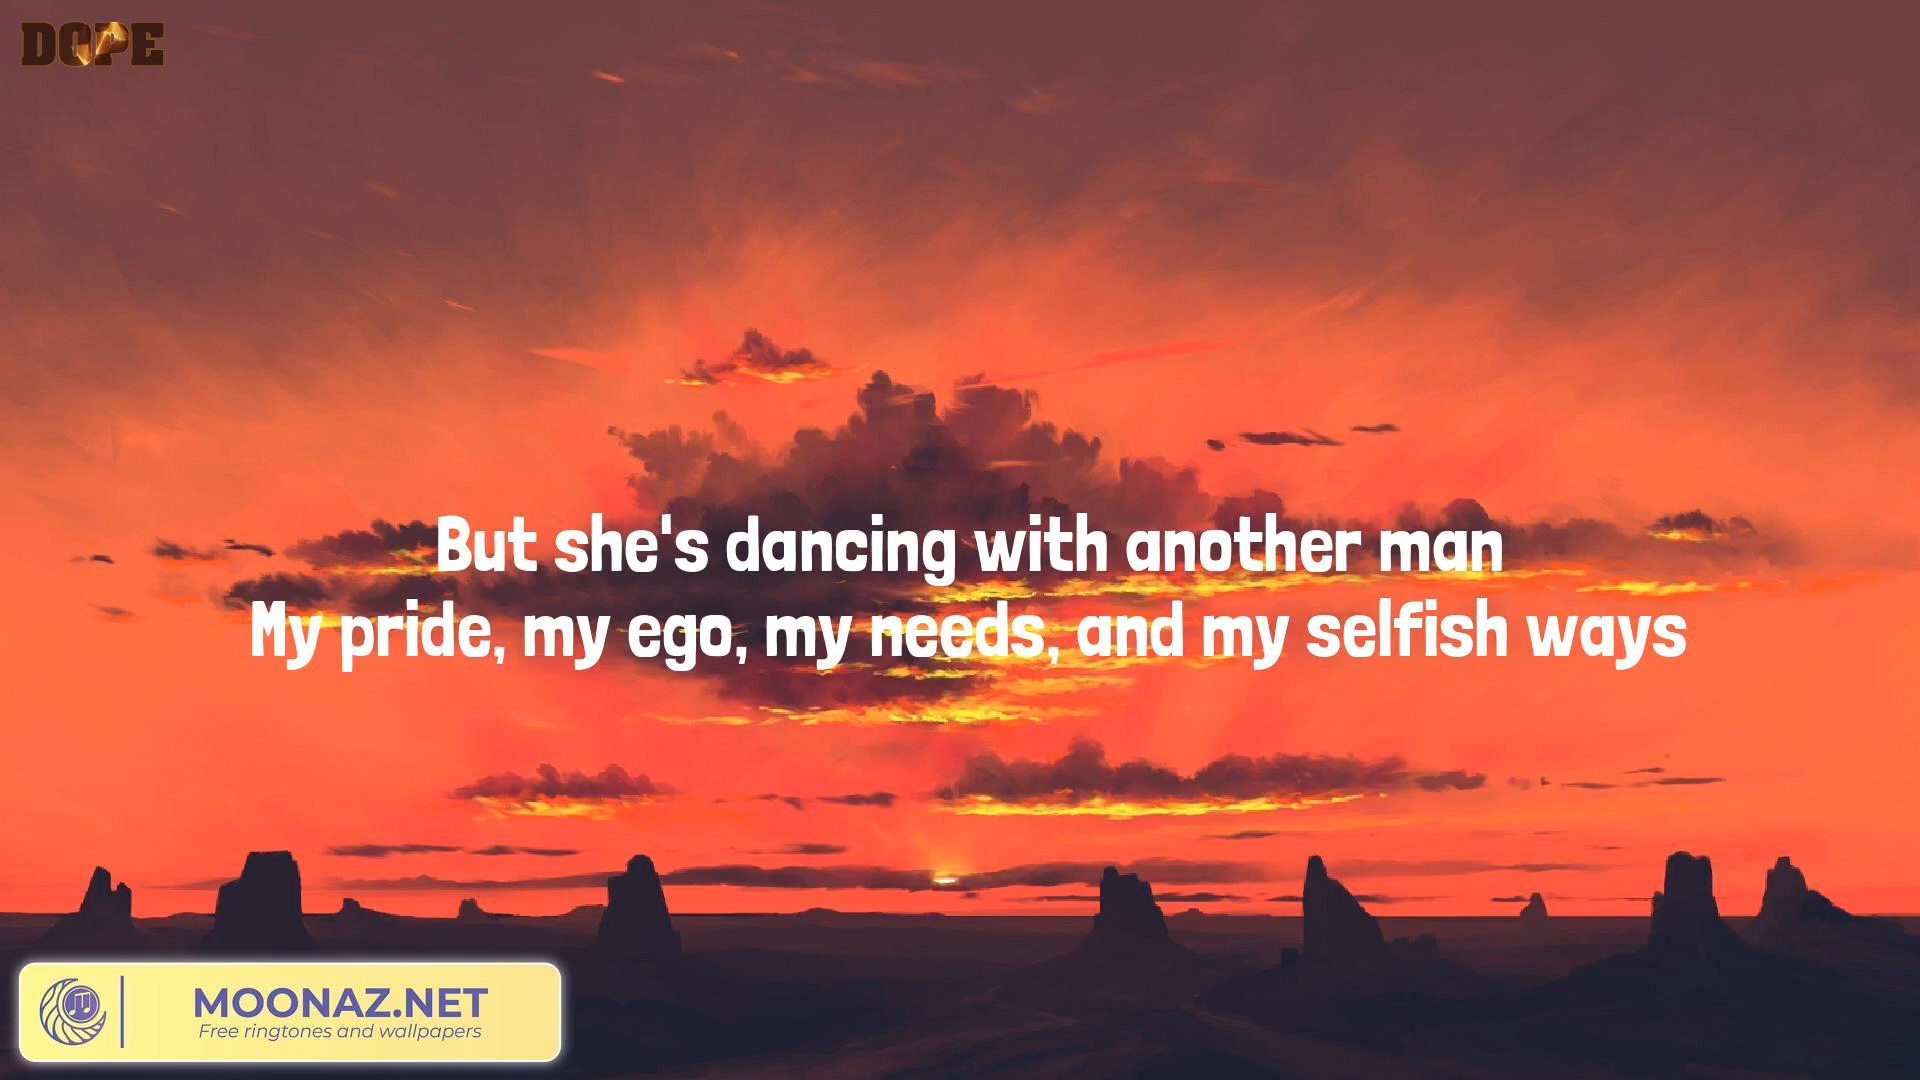 DOPE
But she's dancing with another man
My pride, my ego, my needs, and my selfish ways
MOONAZ.NET
Free ringtones and wallpapers